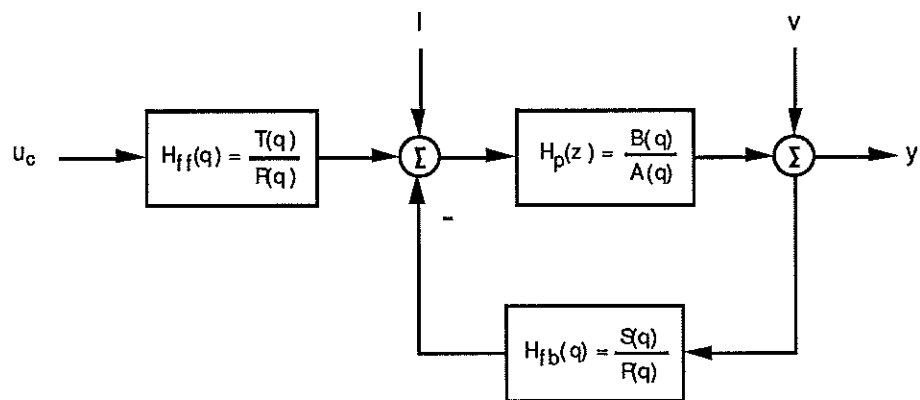 l
v
u_c
H_ff(q) = T(q)/R(q)
Σ
H_p(z) = B(q)/A(q)
Σ
y
-
H_fb(q) = S(q)/R(q)